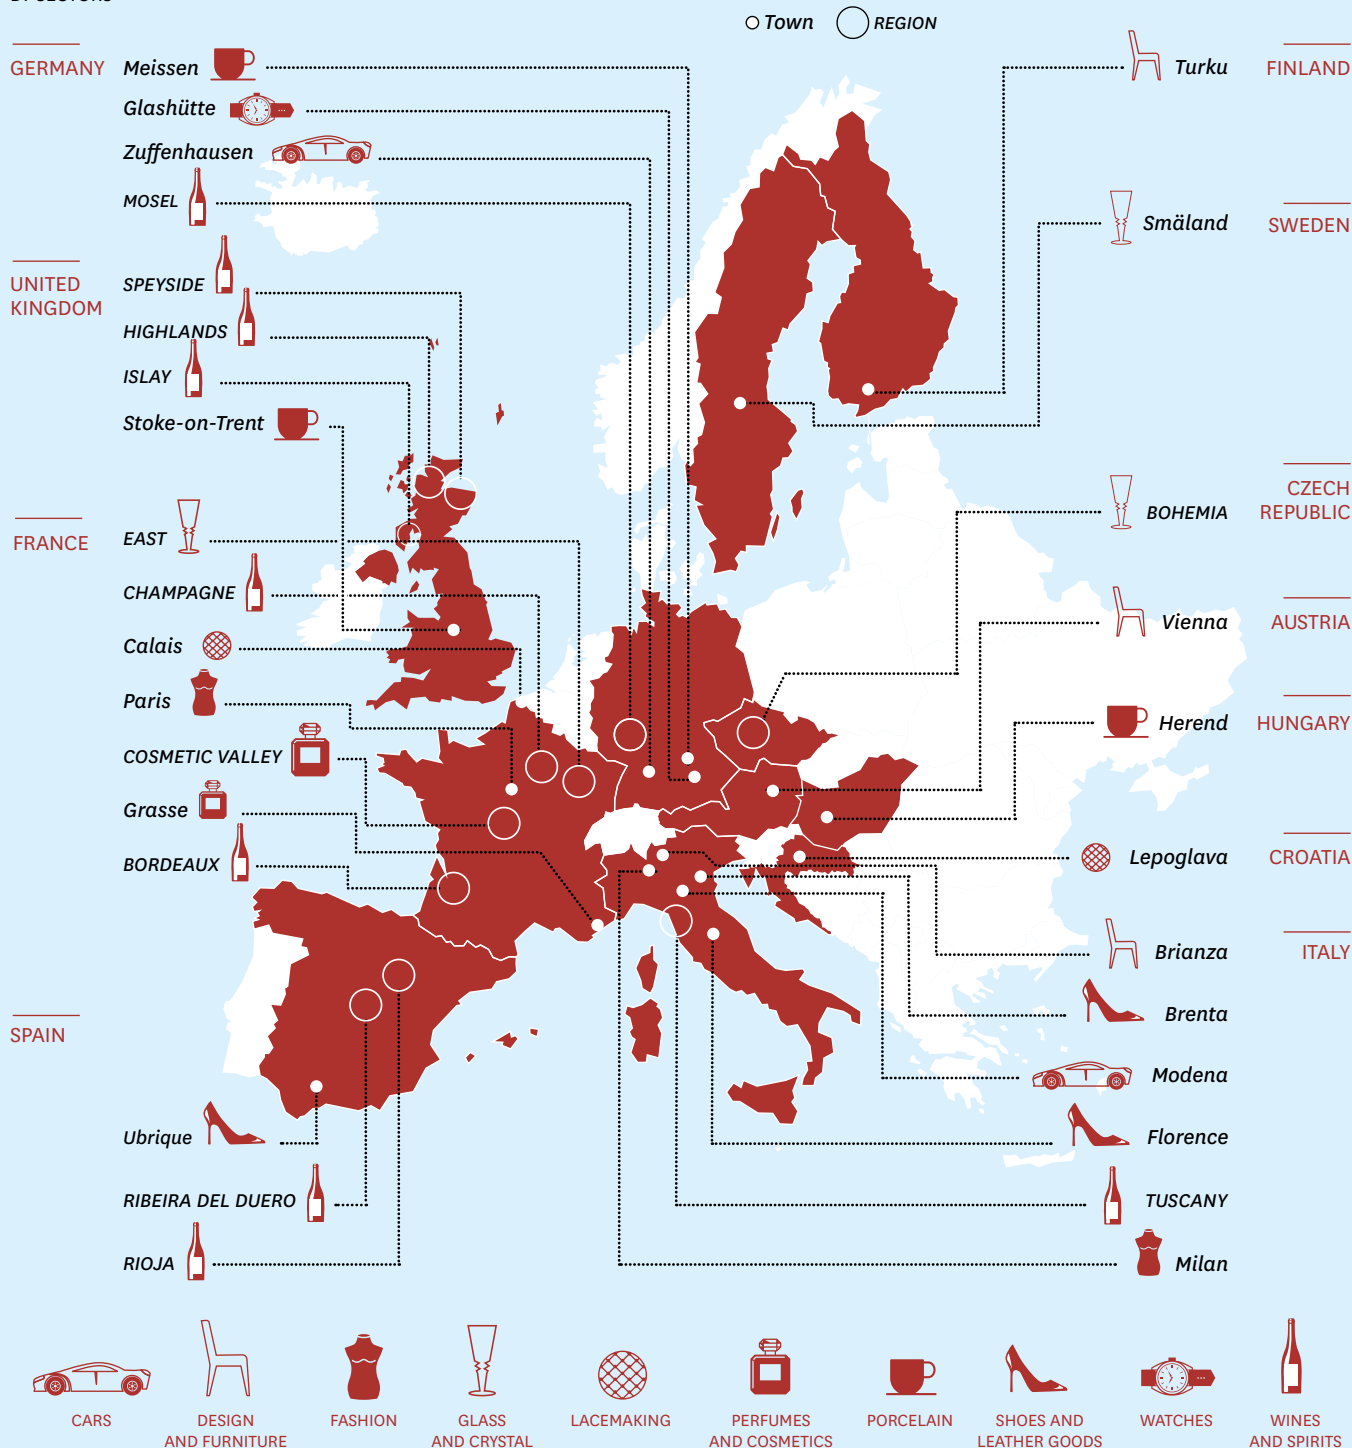 Town
REGION
GERMANY
Meissen
Glashütte
Zuffenhausen
MOSEL
UNITED
KINGDOM
SPEYSIDE
HIGHLANDS
ISLAY
Stoke-on-Trent
FRANCE
EAST
CHAMPAGNE
Calais
Paris
COSMETIC VALLEY
Grasse
BORDEAUX
SPAIN
Ubrique
RIBEIRA DEL DUERO
RIOJA
Turku
FINLAND
Smäland
SWEDEN
BOHEMIA
CZECH
REPUBLIC
Vienna
AUSTRIA
Herend
HUNGARY
Lepoglava
CROATIA
Brianza
ITALY
Brenta
Modena
Florence
TUSCANY
Milan
CARS
DESIGN
AND FURNITURE
FASHION
GLASS
AND CRYSTAL
LACEMAKING
PERFUMES
AND COSMETICS
PORCELAIN
SHOES AND
LEATHER GOODS
WATCHES
WINES
AND SPIRITS